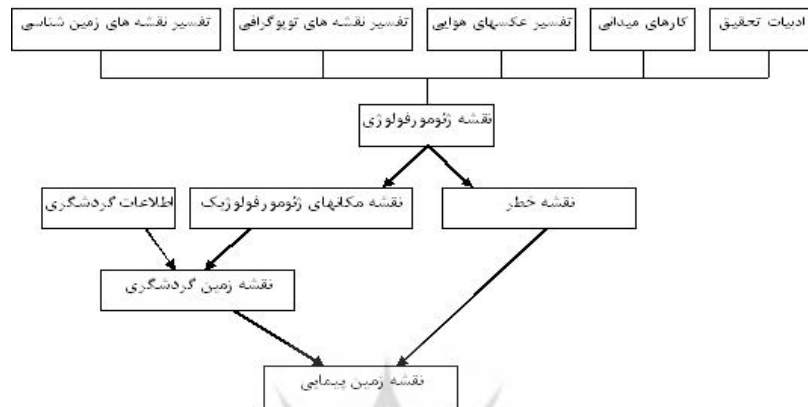 ادبیات تحقیق
کارهای میدانی
تفسیر عکسهای هوایی
تفسیر نقشه های توپوگرافی
تفسیر نقشه های زمین شناسی
نقشه ژئومورفولوژی
نقشه خطر
نقشه مکانهای ژئومورفولوژیک
اطلاعات گردشگری
نقشه زمین گردشگری
نقشه زمین پیمایی